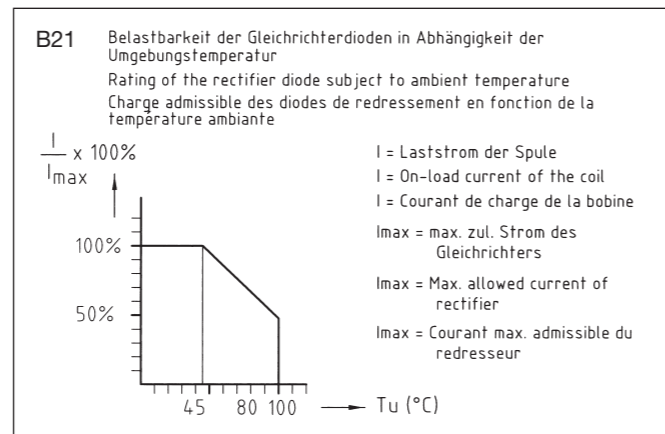 B21
Belastbarkeit der Gleichrichterdioden in Abhängigkeit der
Umgebungstemperatur
Rating of the rectifier diode subject to ambient temperature
Charge admissible des diodes de redressement en fonction de la
température ambiante
I
Imax
x 100%
100%
50%
45 80 100
Tu (°C)
I = Laststrom der Spule
I = On-load current of the coil
I = Courant de charge de la bobine
Imax = max. zul. Strom des
Gleichrichters
Imax = Max. allowed current of
rectifier
Imax = Courant max. admissible du
redresseur